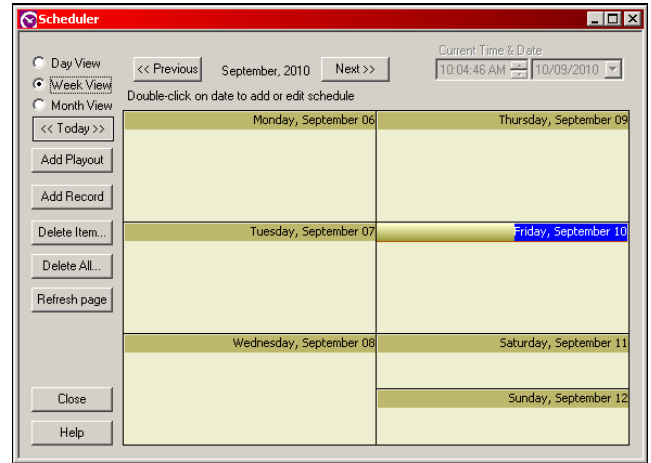 Scheduler
Day View
Week View
Month View
<< Previous
September, 2010
Next >>
Current Time & Date
10:04:46 AM
10/09/2010
Double-click on date to add or edit schedule
<< Today >>
Add Playout
Add Record
Delete Item...
Delete All...
Refresh page
Close
Help
Monday, September 06
Thursday, September 09
Tuesday, September 07
Friday, September 10
Wednesday, September 08
Saturday, September 11
Sunday, September 12